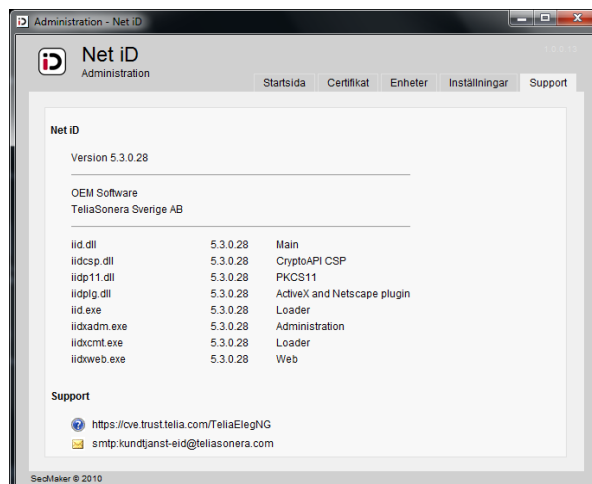 Administration - Net iD
Net iD
Administration
Startsida Certifikat Enheter Inställningar Support
Net iD
Version 5.3.0.28
OEM Software
TeliaSonera Sverige AB
iid.dll 5.3.0.28 Main
iidcsp.dll 5.3.0.28 CryptoAPI CSP
iidp11.dll 5.3.0.28 PKCS11
iidplg.dll 5.3.0.28 ActiveX and Netscape plugin
iid.exe 5.3.0.28 Loader
iidxadm.exe 5.3.0.28 Administration
iidxcmt.exe 5.3.0.28 Loader
iidxweb.exe 5.3.0.28 Web
Support
https://cve.trust.telia.com/TeliaElegNG
smtp:kundtjanst-eid@teliasonera.com
SecMaker © 2010